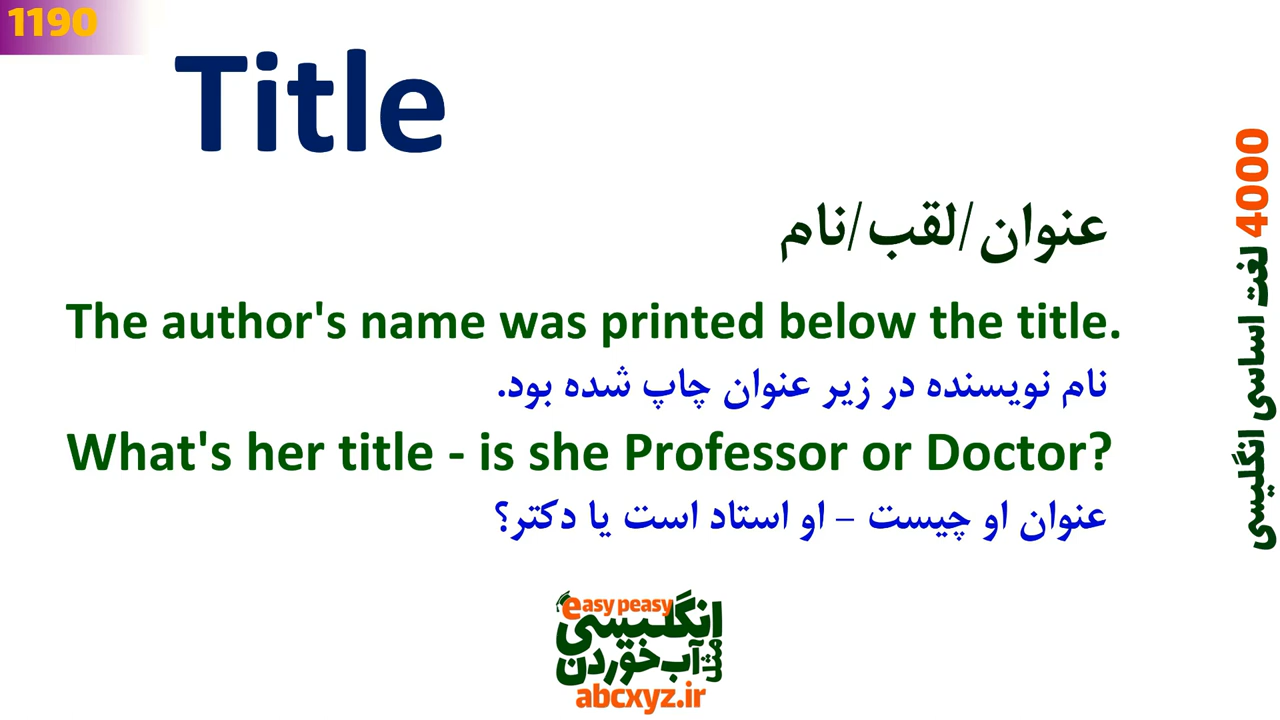 1190
Title
عنوان/لقب/نام
The author's name was printed below the title.
نام نویسنده در زیر عنوان چاپ شده بود.
What's her title - is she Professor or Doctor?
عنوان او چیست – او استاد است یا دکتر؟
4000 لغت اساسی انگلیسی
easy peasy
انگلیسی
مثل آب خوردن
abcxyz.ir